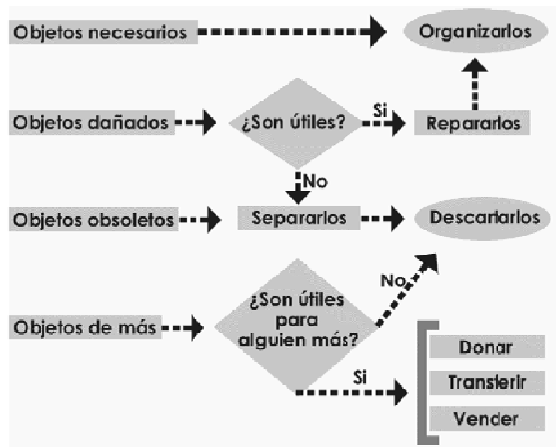 Objetos necesarios
Organizarlos
Objetos dañados
¿Son útiles?
Si
Repararlos
No
Objetos obsoletos
Separarlos
Descartarlos
No
Objetos de más
¿Son útiles
para
alguien más?
Si
Donar
Transferir
Vender